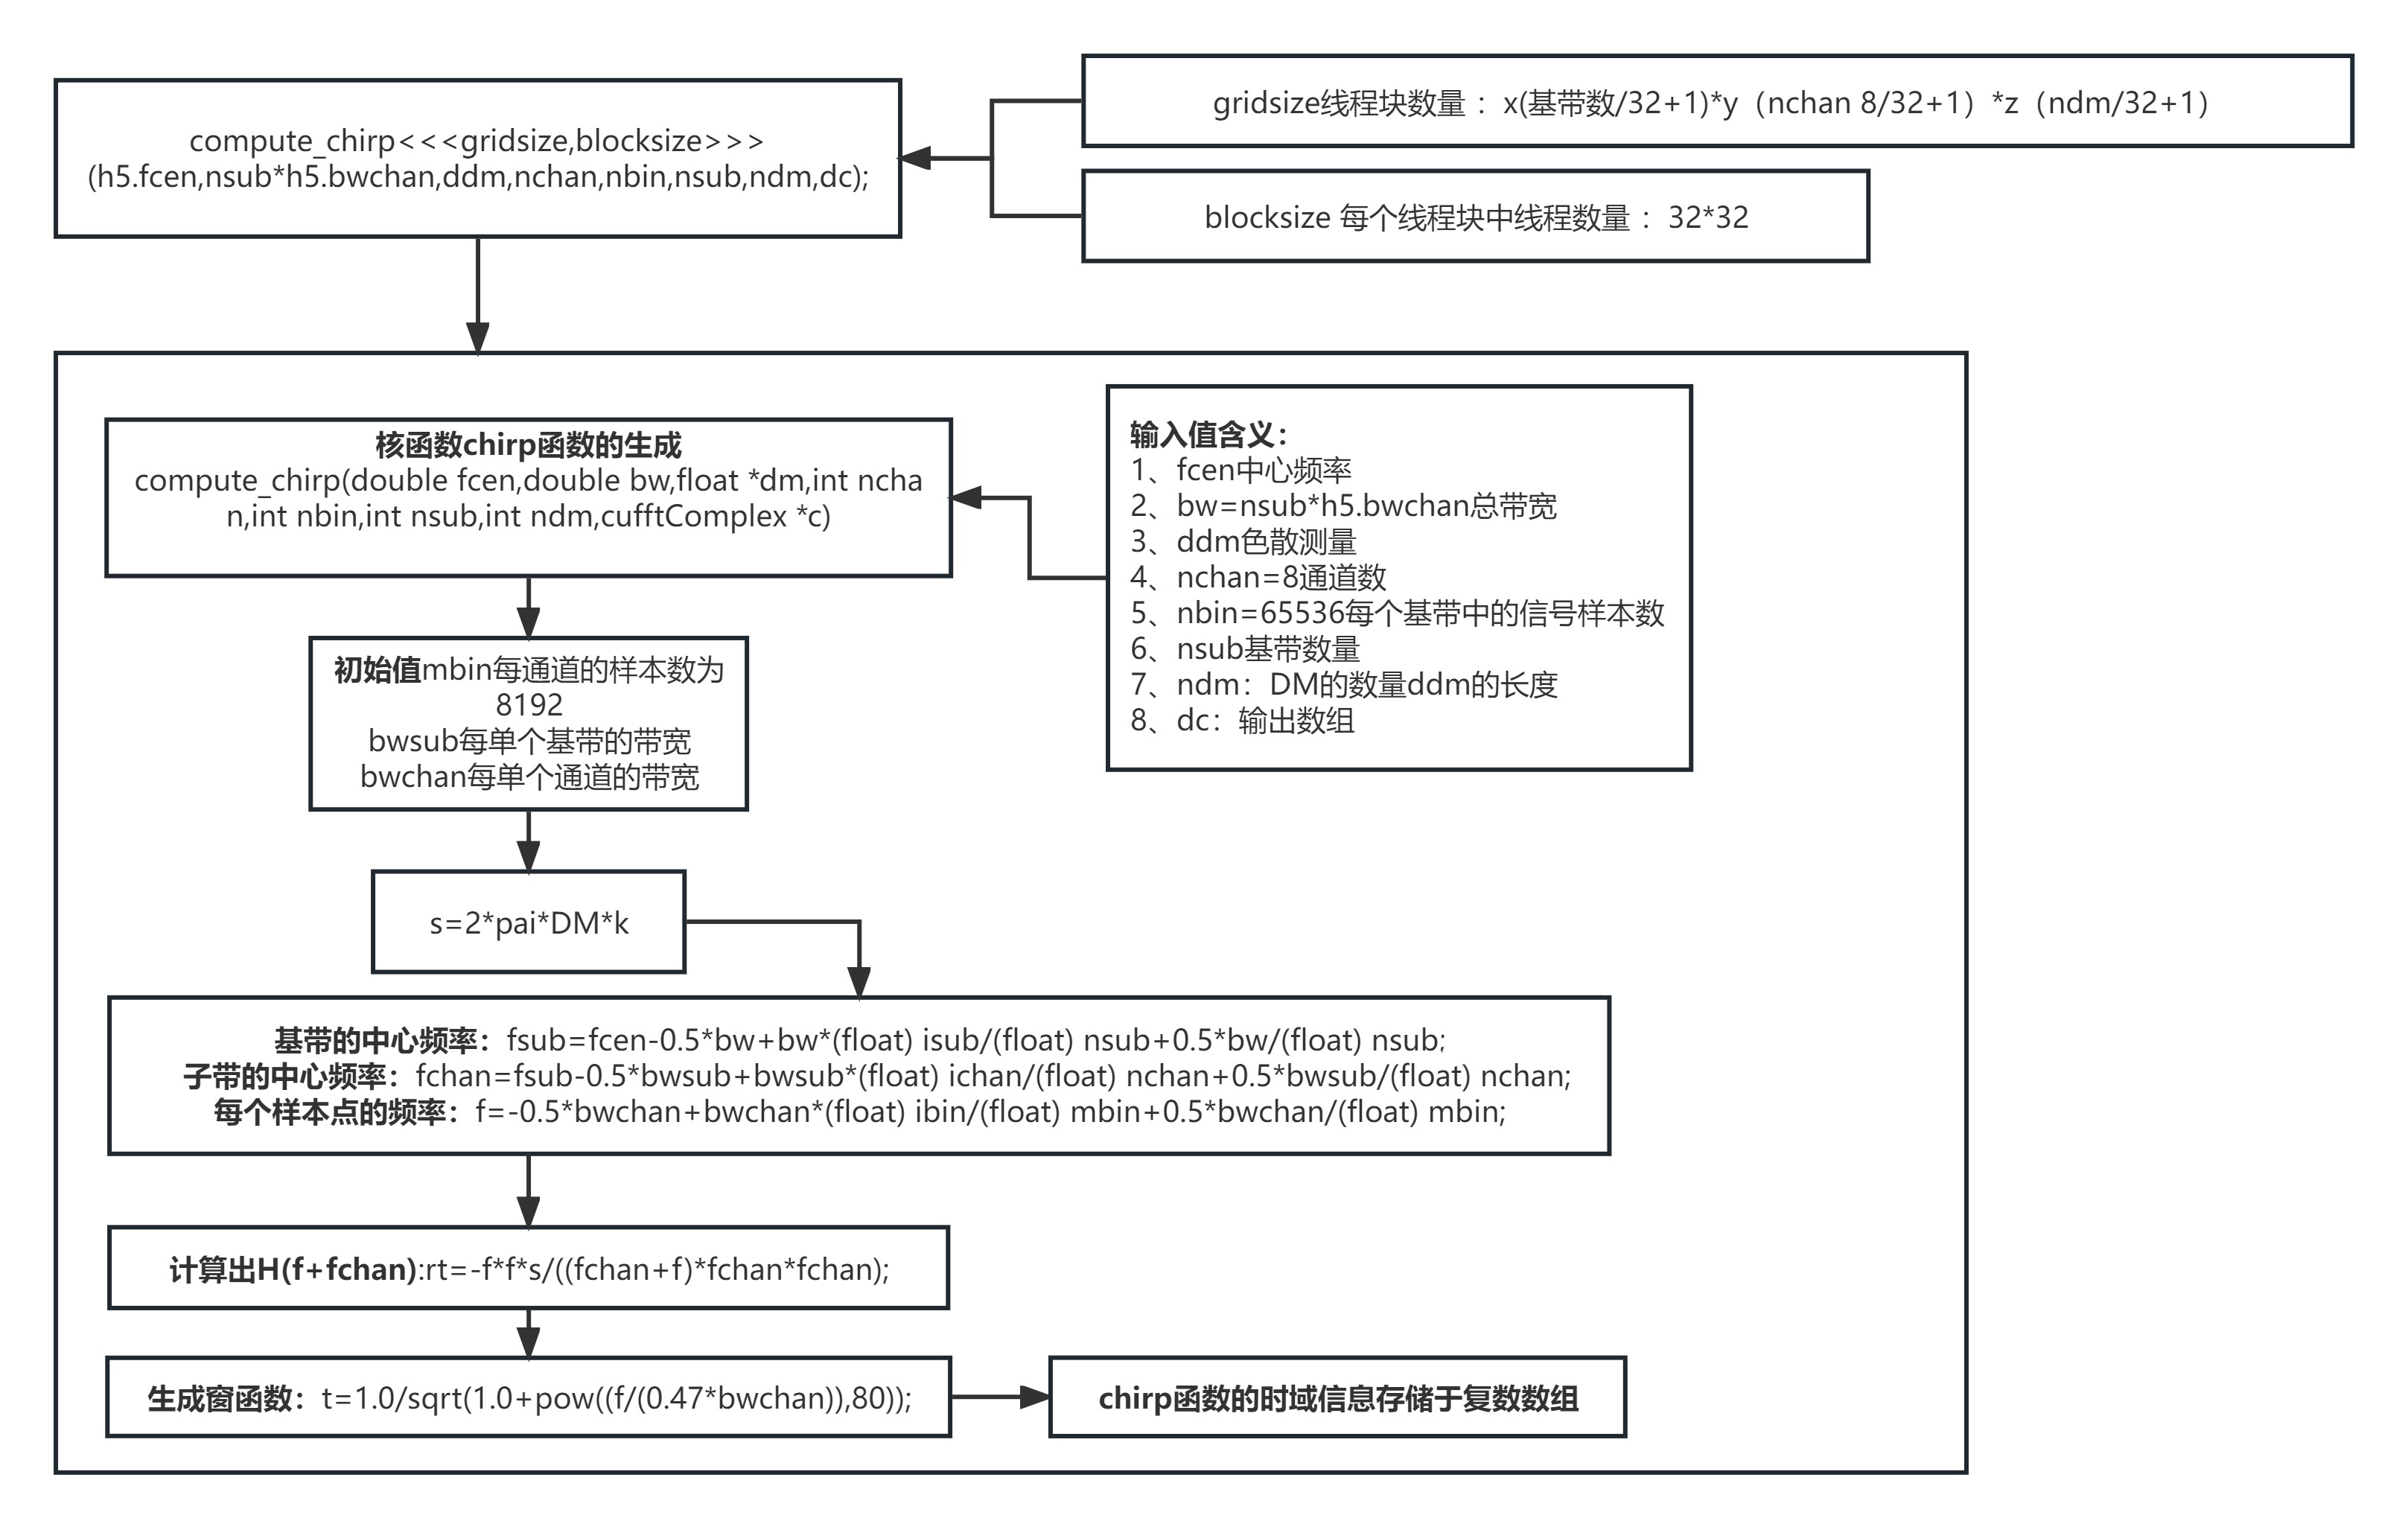 compute_chirp<<<gridsize,blocksize>>>
(h5.fcen,nsub*h5.bwchan,ddm,nchan,nbin,nsub,ndm,dc);
gridsize线程块数量： x(基带数/32+1)*y（nchan 8/32+1）*z（ndm/32+1）
blocksize 每个线程块中线程数量： 32*32
核函数chirp函数的生成
compute_chirp(double fcen,double bw,float *dm,int ncha
n,int nbin,int nsub,int ndm,cufftComplex *c)
输入值含义：
1、fcen中心频率
2、bw=nsub*h5.bwchan总带宽
3、ddm色散测量
4、nchan=8通道数
5、nbin=65536每个基带中的信号样本数
6、nsub基带数量
7、ndm：DM的数量ddm的长度
8、dc：输出数组
初始值mbin每通道的样本数为
8192
bwsub每单个基带的带宽
bwchan每单个通道的带宽
s=2*pai*DM*k
基带的中心频率：fsub=fcen-0.5*bw+bw*(float) isub/(float) nsub+0.5*bw/(float) nsub;
子带的中心频率：fchan=fsub-0.5*bwsub+bwsub*(float) ichan/(float) nchan+0.5*bwsub/(float) nchan;
每个样本点的频率：f=-0.5*bwchan+bwchan*(float) ibin/(float) mbin+0.5*bwchan/(float) mbin;
计算出H(f+fchan):rt=-f*f*s/((fchan+f)*fchan*fchan);
生成窗函数：t=1.0/sqrt(1.0+pow((f/(0.47*bwchan)),80));
chirp函数的时域信息存储于复数数组